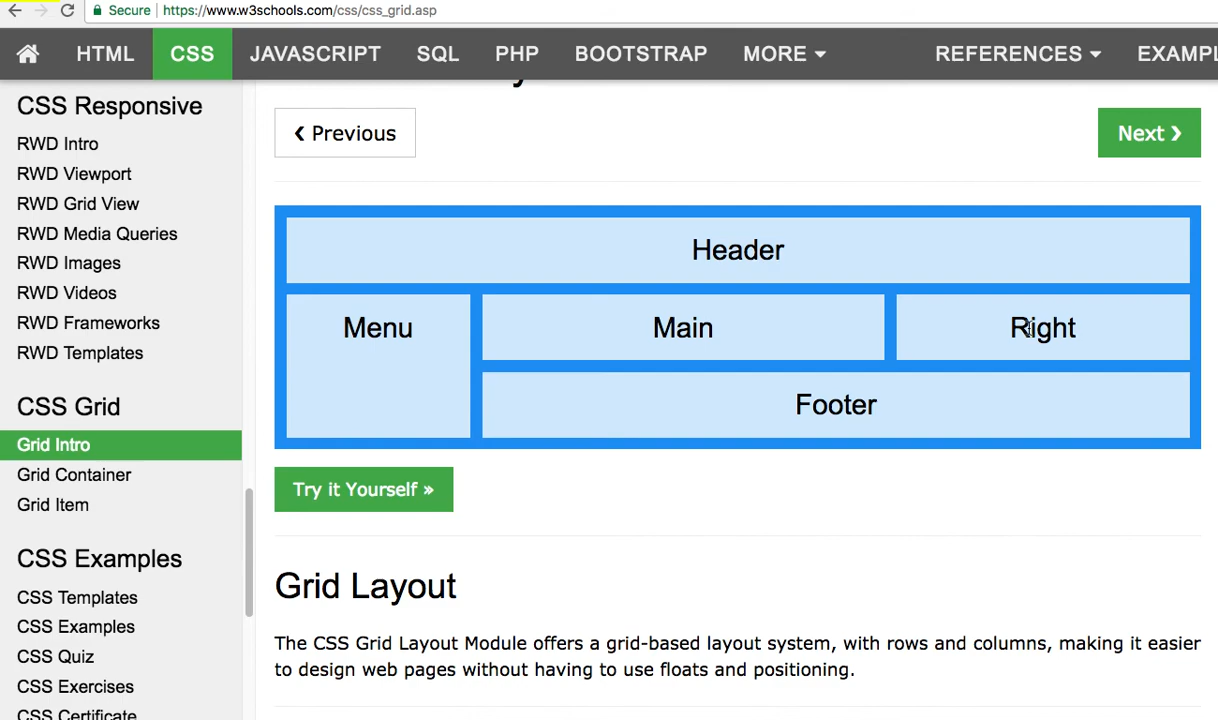 Secure https://www.w3schools.com/css/css_grid.asp
HTML CSS JAVASCRIPT SQL PHP BOOTSTRAP MORE REFERENCES EXAMPL
CSS Responsive
RWD Intro
RWD Viewport
RWD Grid View
RWD Media Queries
RWD Images
RWD Videos
RWD Frameworks
RWD Templates
CSS Grid
Grid Intro
Grid Container
Grid Item
CSS Examples
CSS Templates
CSS Examples
CSS Quiz
CSS Exercises
CSS Certificate
❮ Previous
Next ❯
Header
Menu
Main
Right
Footer
Try it Yourself »
Grid Layout
The CSS Grid Layout Module offers a grid-based layout system, with rows and columns, making it easier
to design web pages without having to use floats and positioning.